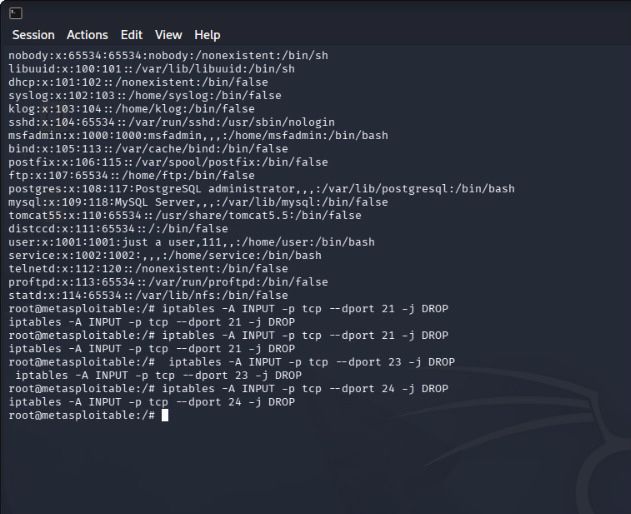 Session Actions Edit View Help
nobody:x:65534:65534:nobody:/nonexistent:/bin/sh
libuuid:x:100:101::/var/lib/libuuid:/bin/sh
dhcp:x:101:102::/nonexistent:/bin/false
syslog:x:102:103::/home/syslog:/bin/false
klog:x:103:104::/home/klog:/bin/false
sshd:x:104:65534::/var/run/sshd:/usr/sbin/nologin
msfadmin:x:1000:1000:msfadmin,,,:/home/msfadmin:/bin/bash
bind:x:105:113::/var/cache/bind:/bin/false
postfix:x:106:115::/var/spool/postfix:/bin/false
ftp:x:107:65534::/home/ftp:/bin/false
postgres:x:108:117:PostgreSQL administrator,,,:/var/lib/postgresql:/bin/bash
mysql:x:109:118:MySQL Server,,,:/var/lib/mysql:/bin/false
tomcat55:x:110:65534::/usr/share/tomcat5.5:/bin/false
distccd:x:111:65534::/:/bin/false
user:x:1001:1001:just a user,111,,:/home/user:/bin/bash
service:x:1002:1002:,,,:/home/service:/bin/bash
telnetd:x:112:120::/nonexistent:/bin/false
proftpd:x:113:65534::/var/run/proftpd:/bin/false
statd:x:114:65534::/var/lib/nfs:/bin/false
root@metasploitable:/# iptables -A INPUT -p tcp --dport 21 -j DROP
iptables -A INPUT -p tcp --dport 21 -j DROP
root@metasploitable:/# iptables -A INPUT -p tcp --dport 21 -j DROP
iptables -A INPUT -p tcp --dport 21 -j DROP
root@metasploitable:/#  iptables -A INPUT -p tcp --dport 23 -j DROP
 iptables -A INPUT -p tcp --dport 23 -j DROP
root@metasploitable:/# iptables -A INPUT -p tcp --dport 24 -j DROP
iptables -A INPUT -p tcp --dport 24 -j DROP
root@metasploitable:/#